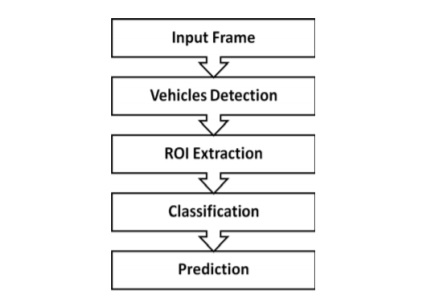 Input Frame
Vehicles Detection
ROI Extraction
Classification
Prediction